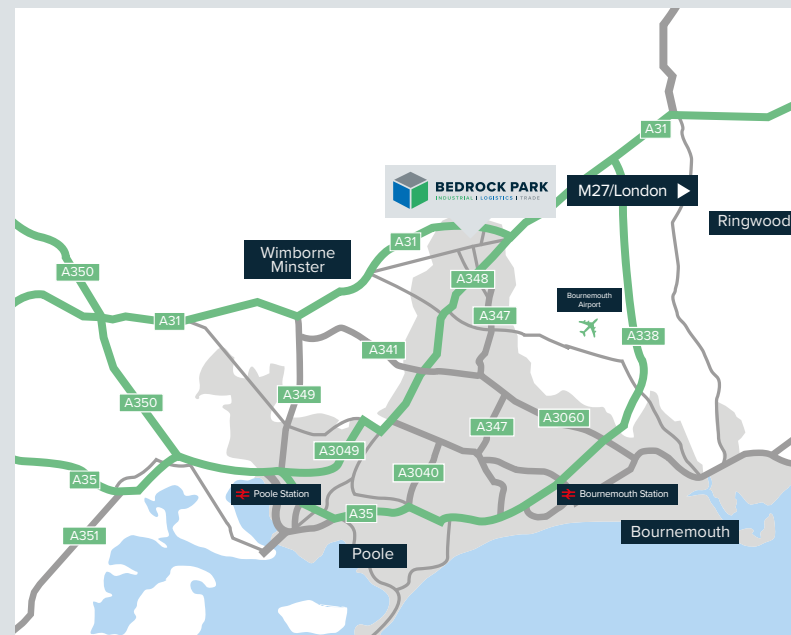 A31
BEDROCK PARK
INDUSTRIAL | LOGISTICS | TRADE
M27/London
Ringwood
A31
Wimborne
Minster
A350
A348
Bournemouth
Airport
A31
A347
A338
A341
A349
A350
A3060
A347
A3049
A3040
A35
Poole Station
Bournemouth Station
A35
A351
Bournemouth
Poole